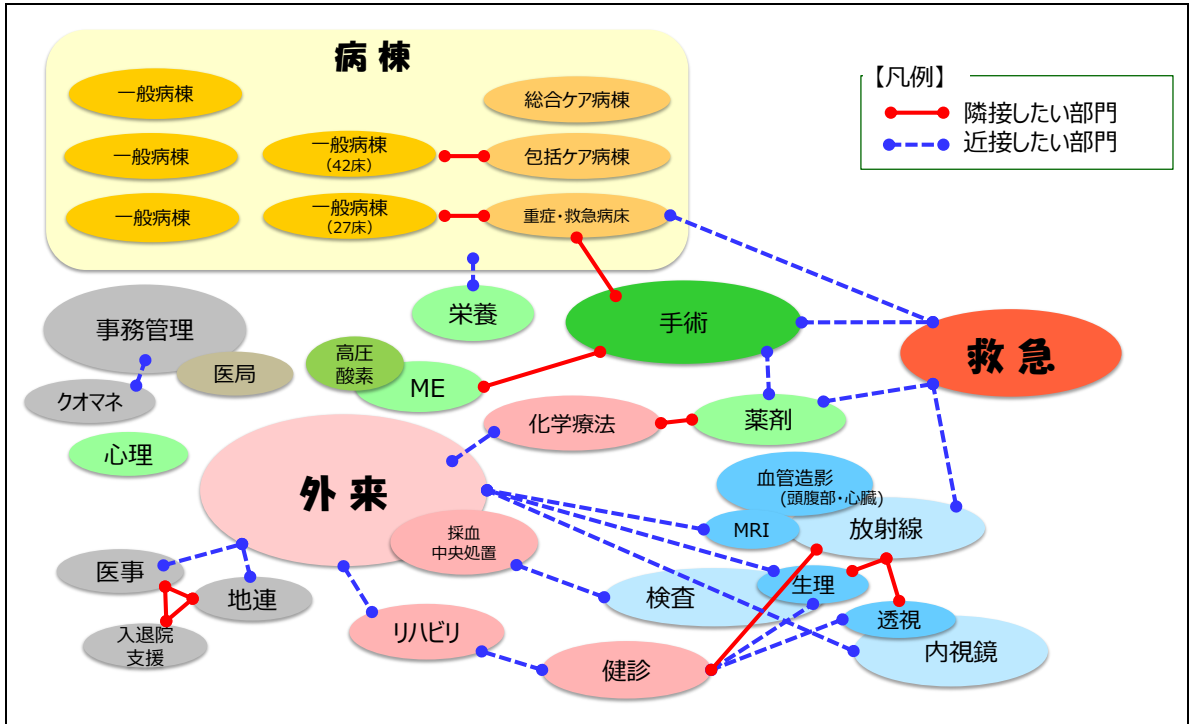 病棟
【凡例】
隣接したい部門
近接したい部門
一般病棟
総合ケア病棟
一般病棟
一般病棟
(42床)
包括ケア病棟
一般病棟
一般病棟
(27床)
重症・救急病床
栄養
手術
救急
事務管理
医局
クオマネ
高圧
酸素
ME
化学療法
薬剤
心理
外来
採血
中央処置
血管造影
(頭腹部・心臓)
MRI
放射線
医事
地連
入退院
支援
検査
生理
透視
内視鏡
リハビリ
健診